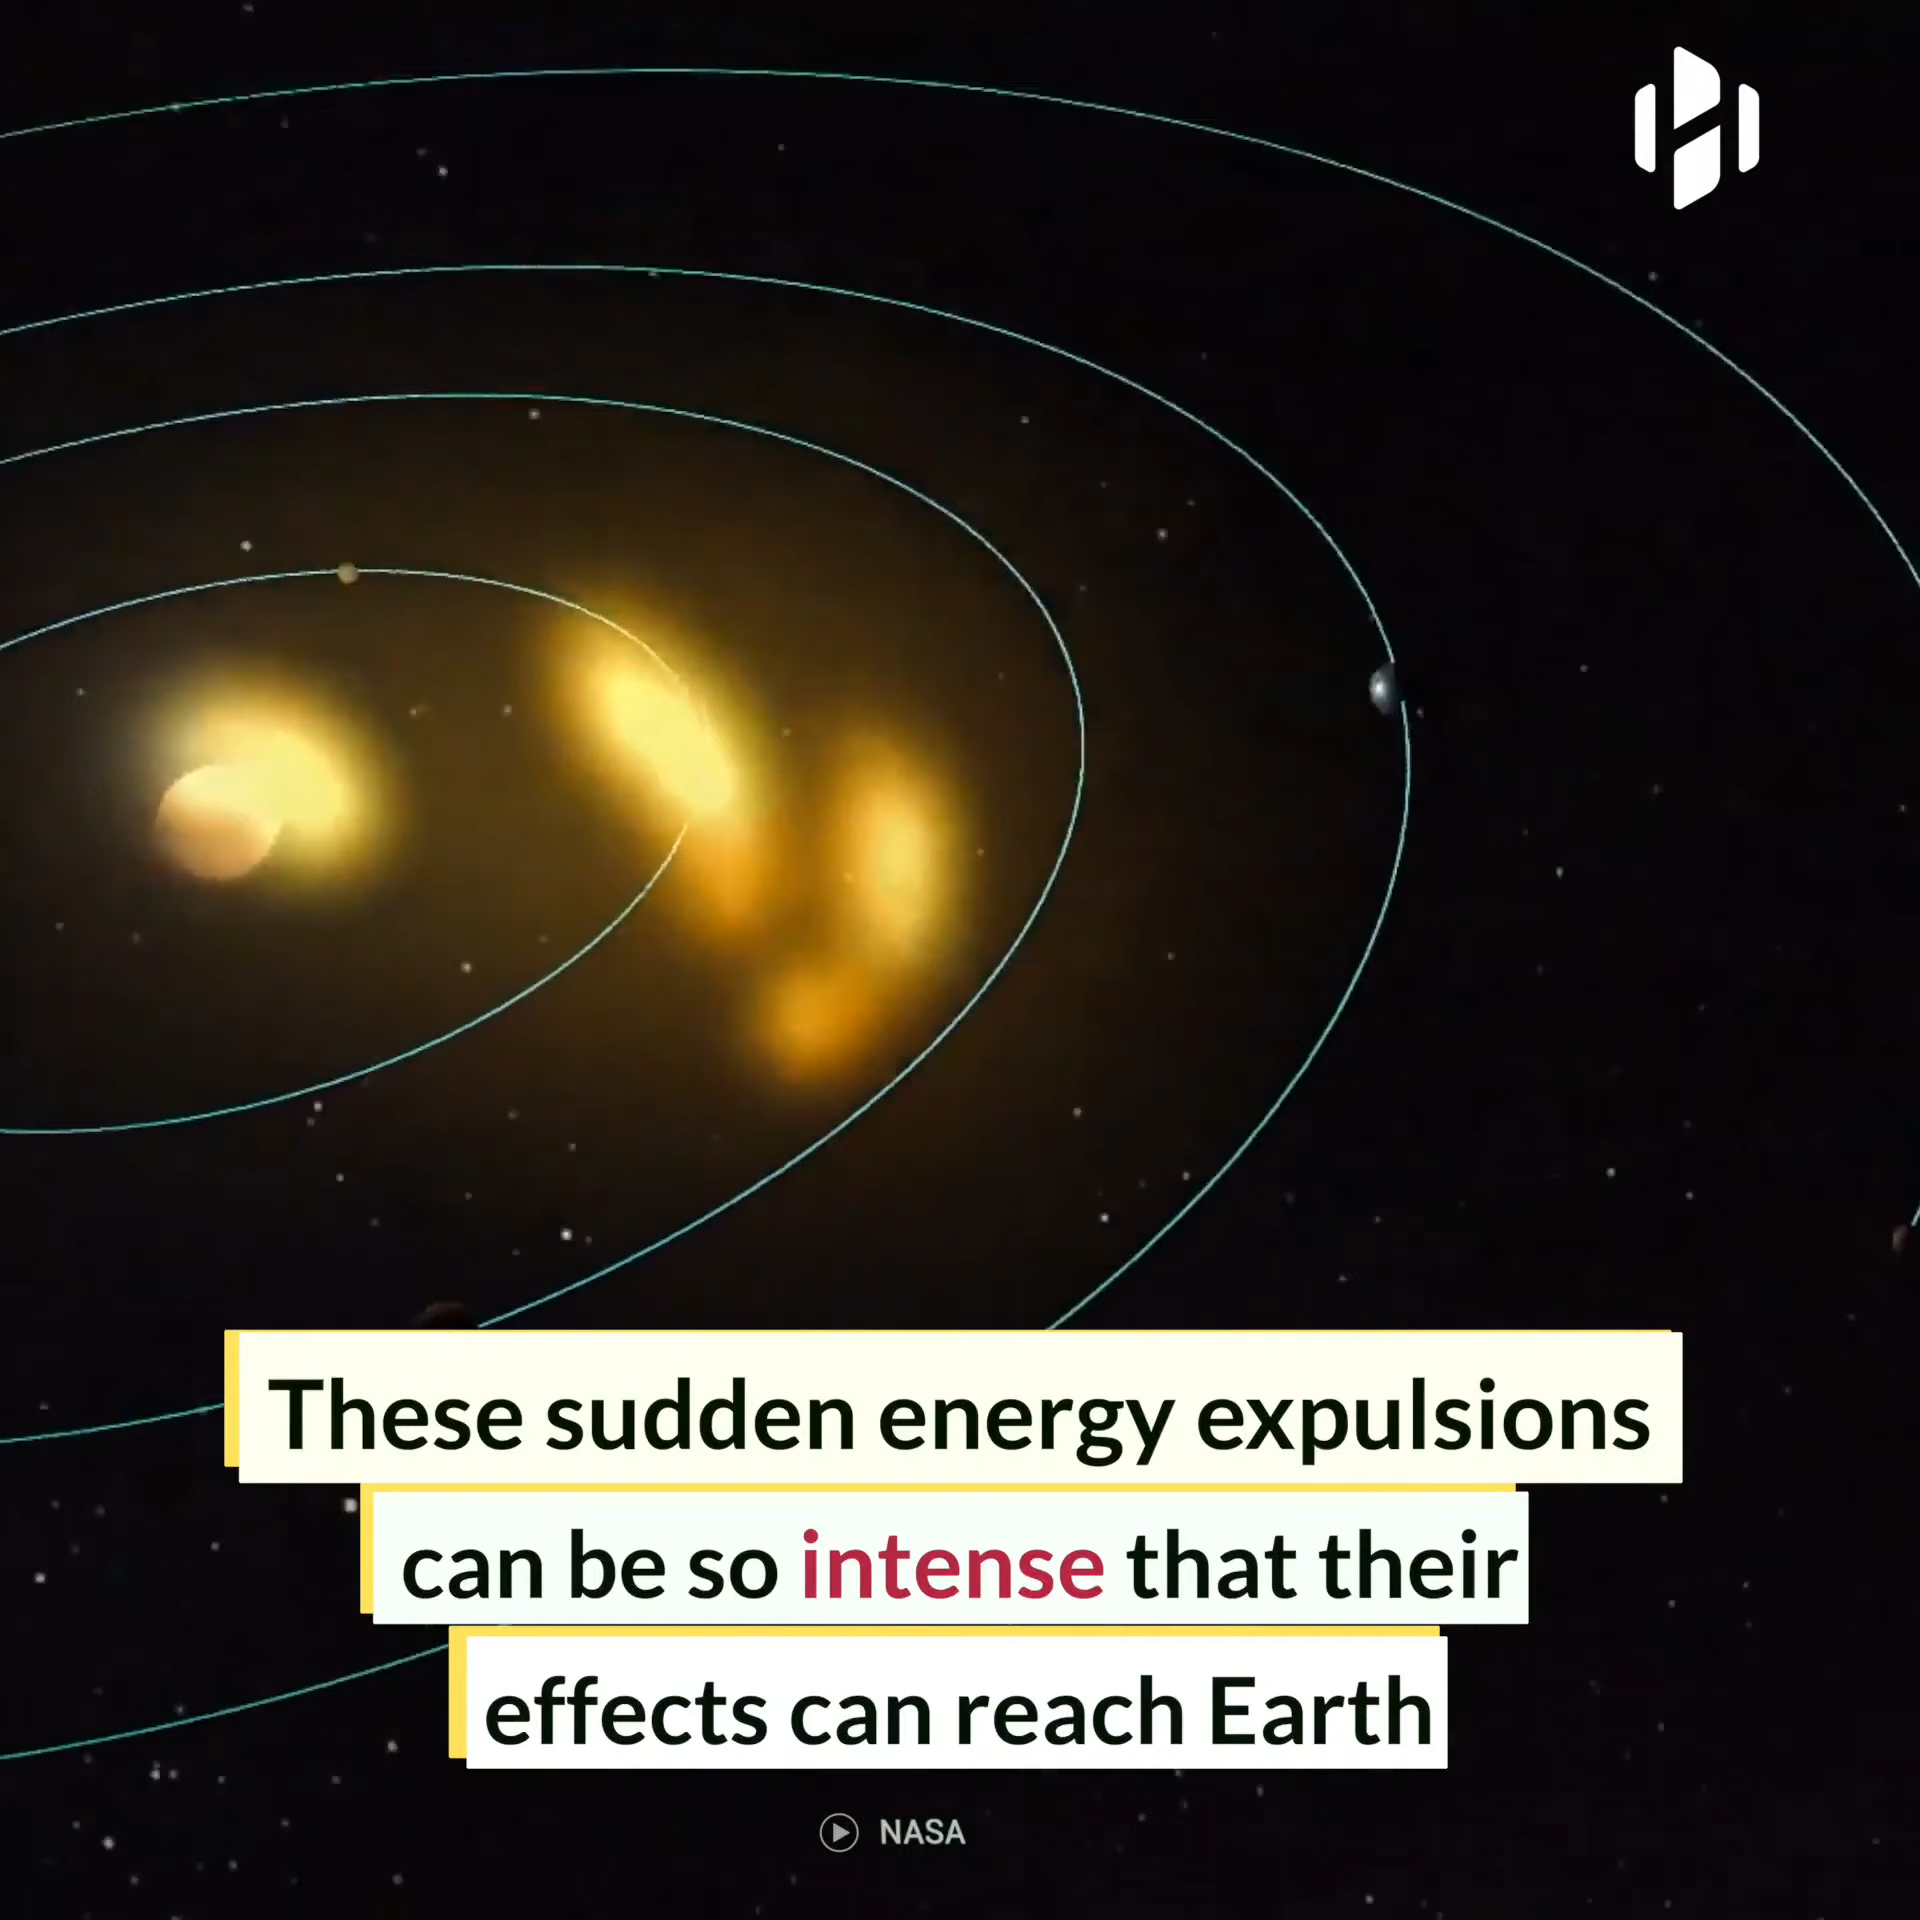 These sudden energy expulsions
can be so intense that their
effects can reach Earth
NASA